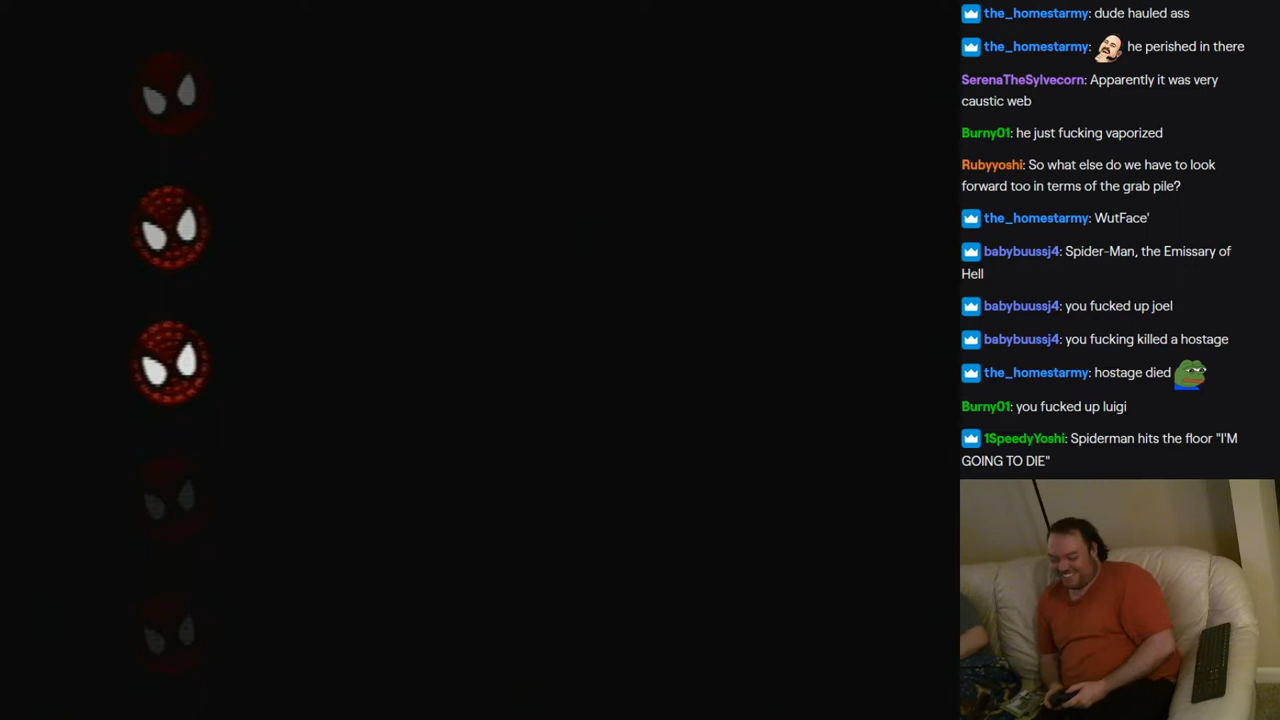 the_homestarmy: dude hauled ass
the_homestarmy: he perished in there
SerenaTheSylvecorn: Apparently it was very
caustic web
Burny01: he just fucking vaporized
Rubyyoshi: So what else do we have to look
forward too in terms of the grab pile?
the_homestarmy: WutFace'
babybuussj4: Spider-Man, the Emissary of
Hell
babybuussj4: you fucked up joel
babybuussj4: you fucking killed a hostage
the_homestarmy: hostage died
Burny01: you fucked up luigi
1SpeedyYoshi: Spiderman hits the floor "I'M
GOING TO DIE"